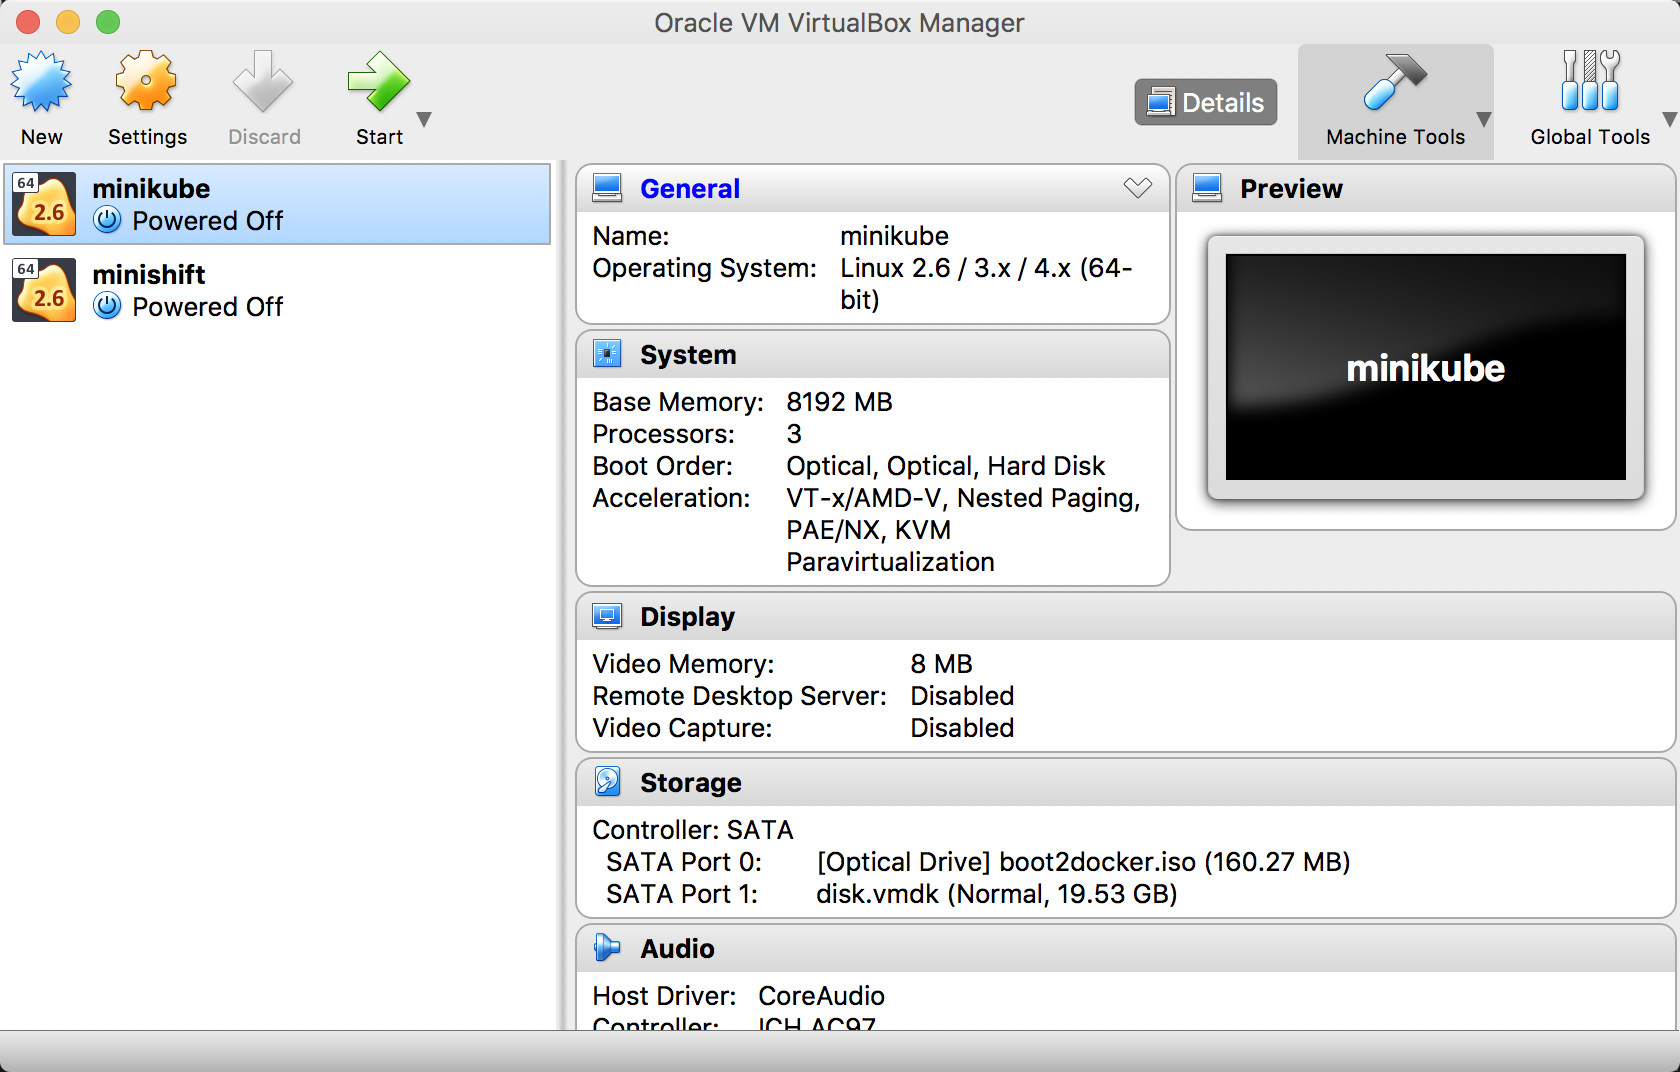 Oracle VM VirtualBox Manager
New
Settings
Discard
Start
Details
Machine Tools
Global Tools
64
2.6
minikube
Powered Off
64
2.6
minishift
Powered Off
General
Name: minikube
Operating System: Linux 2.6 / 3.x / 4.x (64-
bit)
Preview
minikube
System
Base Memory: 8192 MB
Processors: 3
Boot Order: Optical, Optical, Hard Disk
Acceleration: VT-x/AMD-V, Nested Paging,
PAE/NX, KVM
Paravirtualization
Display
Video Memory: 8 MB
Remote Desktop Server: Disabled
Video Capture: Disabled
Storage
Controller: SATA
SATA Port 0: [Optical Drive] boot2docker.iso (160.27 MB)
SATA Port 1: disk.vmdk (Normal, 19.53 GB)
Audio
Host Driver: CoreAudio
Controller: ICH AC97